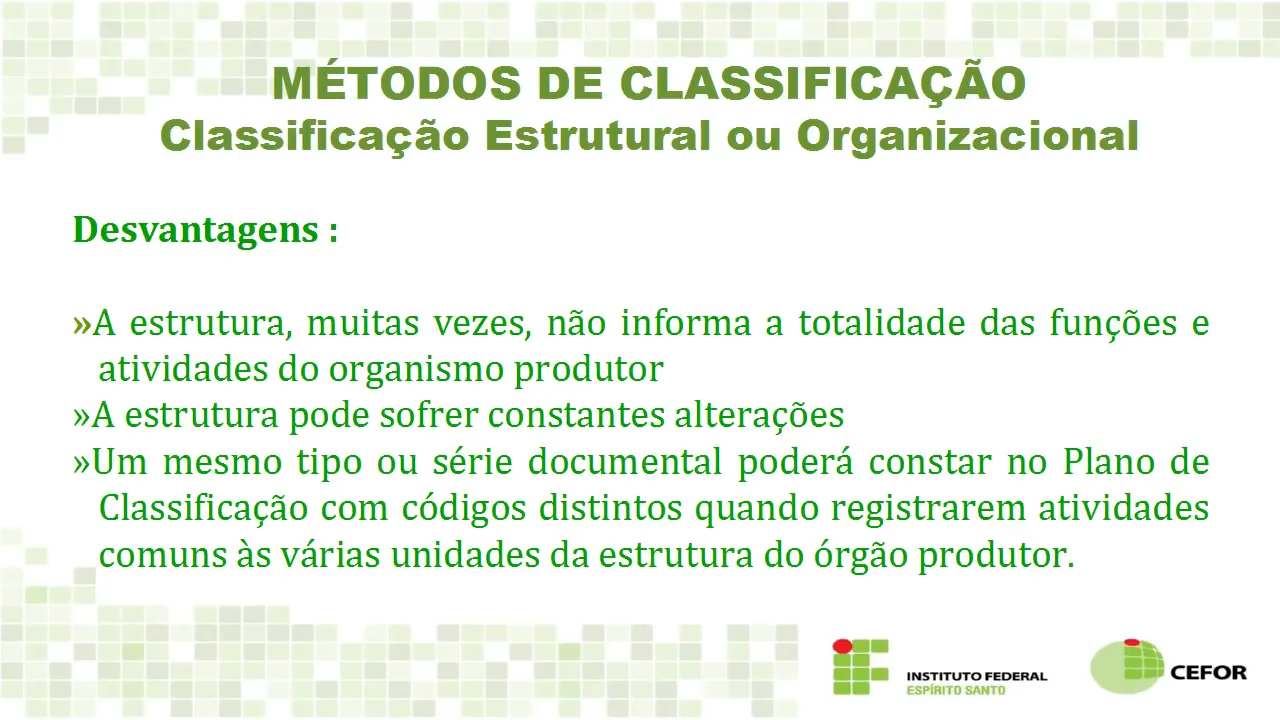 MÉTODOS DE CLASSIFICAÇÃO
Classificação Estrutural ou Organizacional
Desvantagens :
»A estrutura, muitas vezes, não informa a totalidade das funções e
atividades do organismo produtor
»A estrutura pode sofrer constantes alterações
»Um mesmo tipo ou série documental poderá constar no Plano de
Classificação com códigos distintos quando registrarem atividades
comuns às várias unidades da estrutura do órgão produtor.
INSTITUTO FEDERAL
ESPÍRITO SANTO
CEFOR